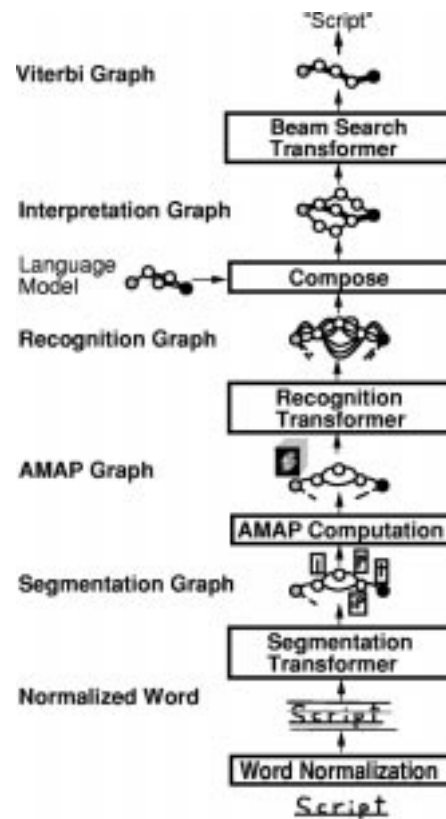 "Script"
Viterbi Graph
Beam Search
Transformer
Interpretation Graph
Language
Model
Compose
Recognition Graph
Recognition
Transformer
AMAP Graph
AMAP Computation
Segmentation Graph
Segmentation
Transformer
Normalized Word
Script
Word Normalization
Script